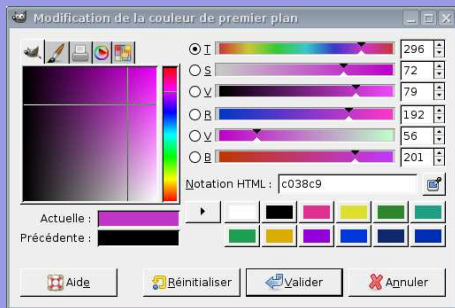 Modification de la couleur de premier plan
T 296
S 72
V 79
R 192
V 56
B 201
Notation HTML : c038c9
Actuelle :
Précédente :
Aide
Réinitialiser
Valider
Annuler